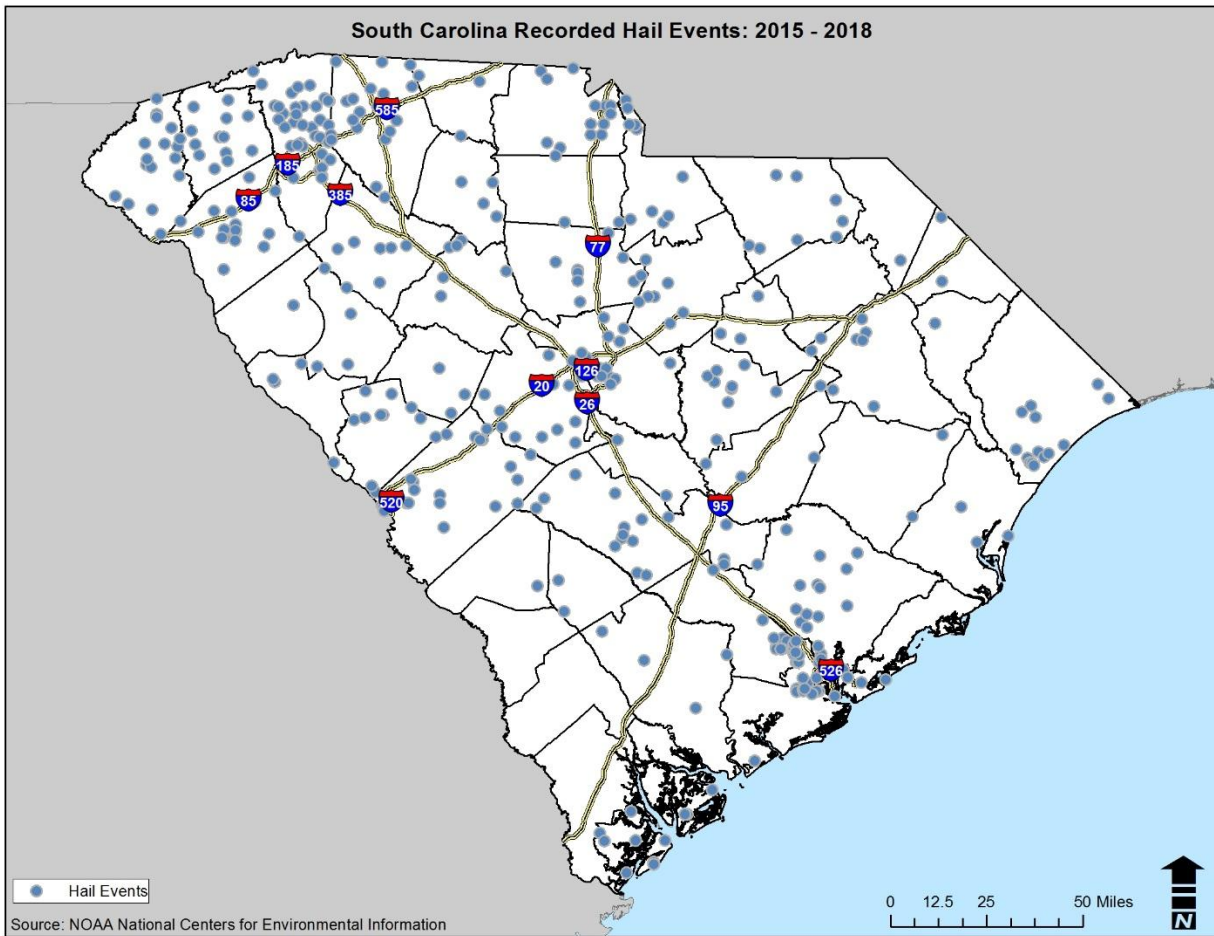 South Carolina Recorded Hail Events: 2015 - 2018
585
185
385
85
77
126
20
26
520
95
526
Hail Events
0 12.5 25 50 Miles
N
Source: NOAA National Centers for Environmental Information